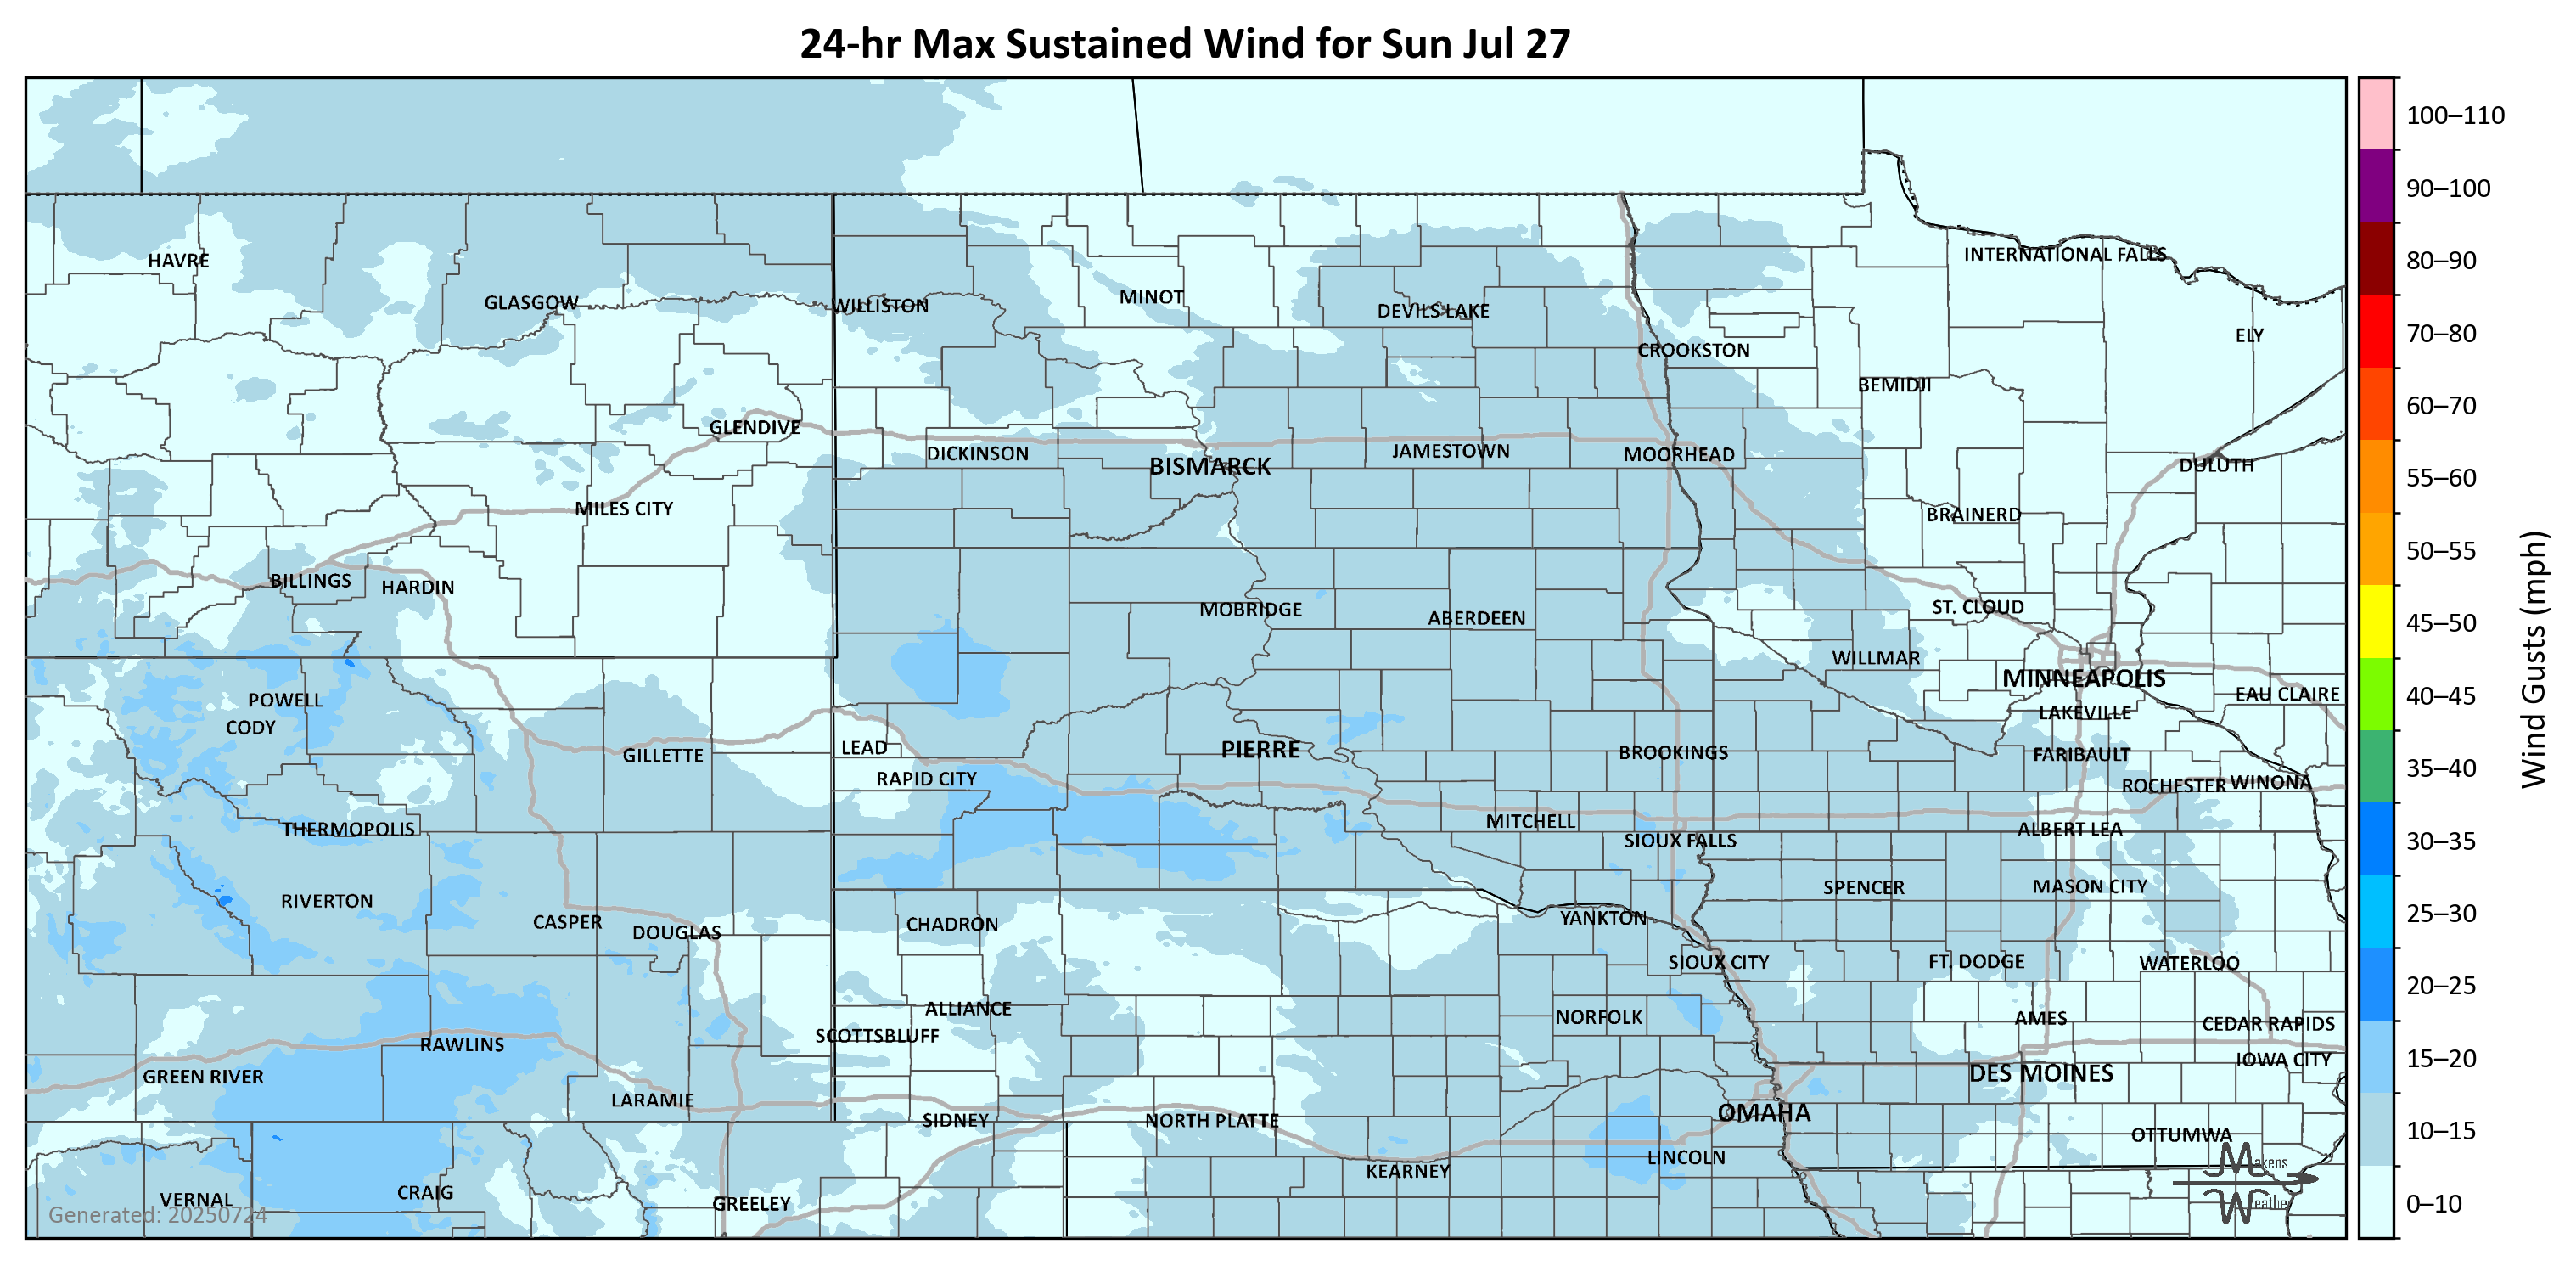 24-hr Max Sustained Wind for Sun Jul 27
100–110
90–100
80–90
70–80
60–70
55–60
50–55
45–50
40–45
35–40
30–35
25–30
20–25
15–20
10–15
0–10
Wind Gusts (mph)
HAVRE
GLASGOW
WILLISTON
MINOT
DEVILS LAKE
INTERNATIONAL FALLS
ELY
CROOKSTON
BEMIDJI
GLENDIVE
DICKINSON
BISMARCK
JAMESTOWN
MOORHEAD
DULUTH
MILES CITY
BRAINERD
BILLINGS
HARDIN
MOBRIDGE
ABERDEEN
ST. CLOUD
WILLMAR
MINNEAPOLIS
EAU CLAIRE
POWELL
CODY
LAKEVILLE
GILLETTE
LEAD
PIERRE
BROOKINGS
FARIBAULT
RAPID CITY
ROCHESTER
WINONA
THERMOPOLIS
MITCHELL
SIOUX FALLS
ALBERT LEA
RIVERTON
SPENCER
MASON CITY
CASPER
DOUGLAS
CHADRON
YANKTON
SIOUX CITY
FT. DODGE
WATERLOO
ALLIANCE
NORFOLK
AMES
CEDAR RAPIDS
SCOTTSBLUFF
RAWLINS
IOWA CITY
GREEN RIVER
DES MOINES
LARAMIE
SIDNEY
NORTH PLATTE
OMAHA
OTTUMWA
LINCOLN
KEARNEY
VERNAL
CRAIG
GREELEY
Makens
Weather
Generated: 20250724